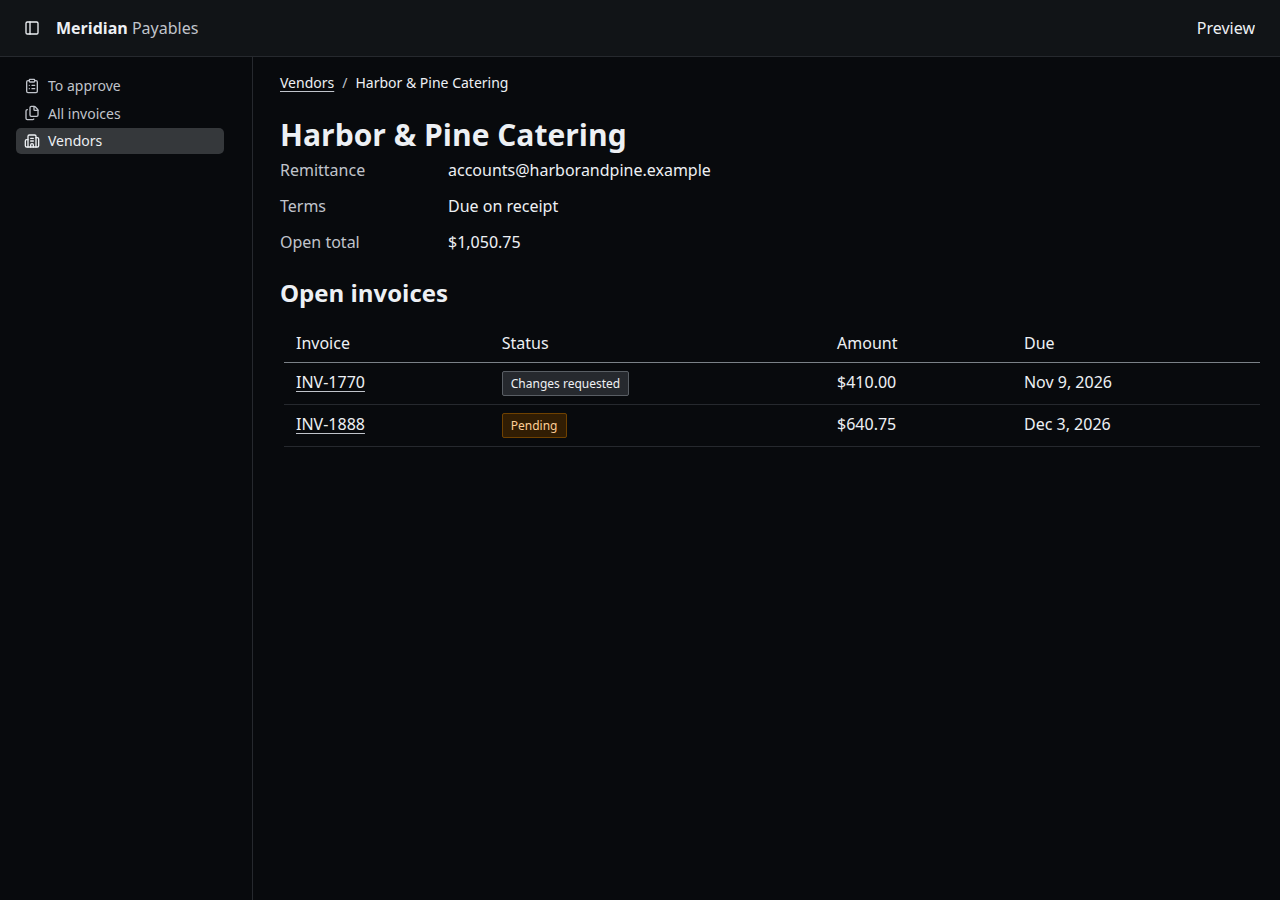 Meridian Payables
Preview
To approve
All invoices
Vendors
Vendors / Harbor & Pine Catering
Harbor & Pine Catering
Remittance accounts@harborandpine.example
Terms Due on receipt
Open total $1,050.75
Open invoices
Invoice Status Amount Due
INV-1770 Changes requested $410.00 Nov 9, 2026
INV-1888 Pending $640.75 Dec 3, 2026